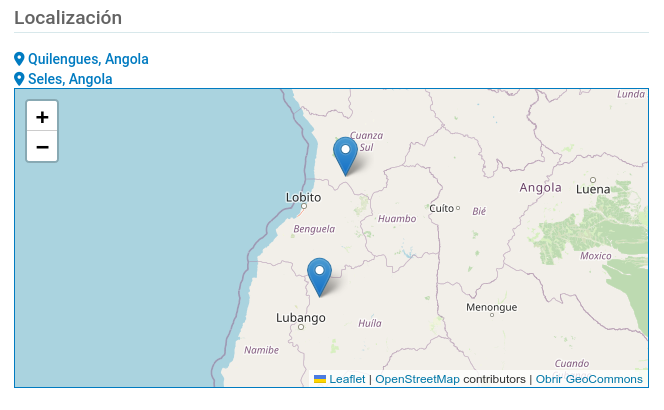 Localización
Quilengues, Angola
Seles, Angola
+
−
Lunda
Cuanza
Sul
Angola
Luena
Lobito
Cuíto
Bié
Huambo
Benguela
Moxico
Menongue
Lubango
Huíla
Namibe
Cuando
Leaflet | OpenStreetMap contributors | Obrir GeoCommons